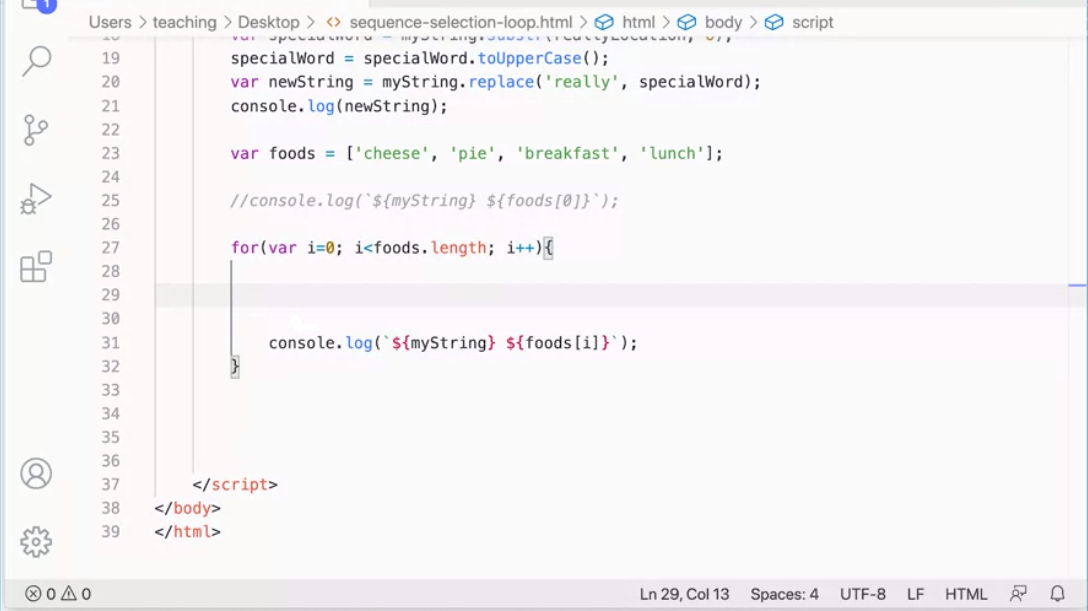 1
Users > teaching > Desktop > <> sequence-selection-loop.html > html > body > script
18 var specialWord = myString.substr(reallyLocation, 6);
19 specialWord = specialWord.toUpperCase();
20 var newString = myString.replace('really', specialWord);
21 console.log(newString);
22
23 var foods = ['cheese', 'pie', 'breakfast', 'lunch'];
24
25 //console.log(`${myString} ${foods[0]}`);
26
27 for(var i=0; i<foods.length; i++){
28
29
30
31 console.log(`${myString} ${foods[i]}`);
32 }
33
34
35
36
37 </script>
38 </body>
39 </html>
0 0 Ln 29, Col 13 Spaces: 4 UTF-8 LF HTML